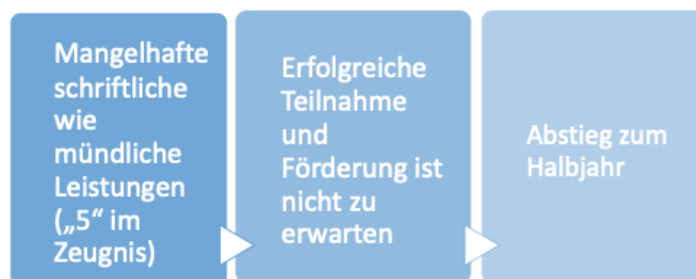 Mangelhafte
schriftliche
wie
mündliche
Leistungen
(„5“ im
Zeugnis)
Erfolgreiche
Teilnahme
und
Förderung ist
nicht zu
erwarten
Abstieg zum
Halbjahr